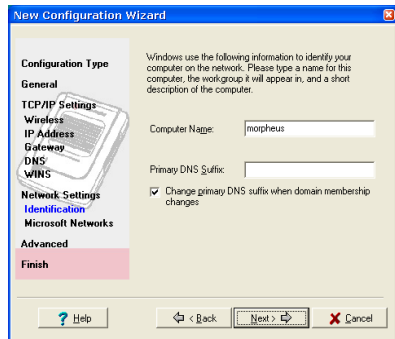 New Configuration Wizard
Configuration Type
General
TCP/IP Settings
Wireless
IP Address
Gateway
DNS
WINS
Network Settings
Identification
Microsoft Networks
Advanced
Finish
Windows use the following information to identify your
computer on the network. Please type a name for this
computer, the workgroup it will appear in, and a short
description of the computer.
Computer Name: morpheus
Primary DNS Suffix:
Change primary DNS suffix when domain membership
changes
Help
< Back
Next >
Cancel